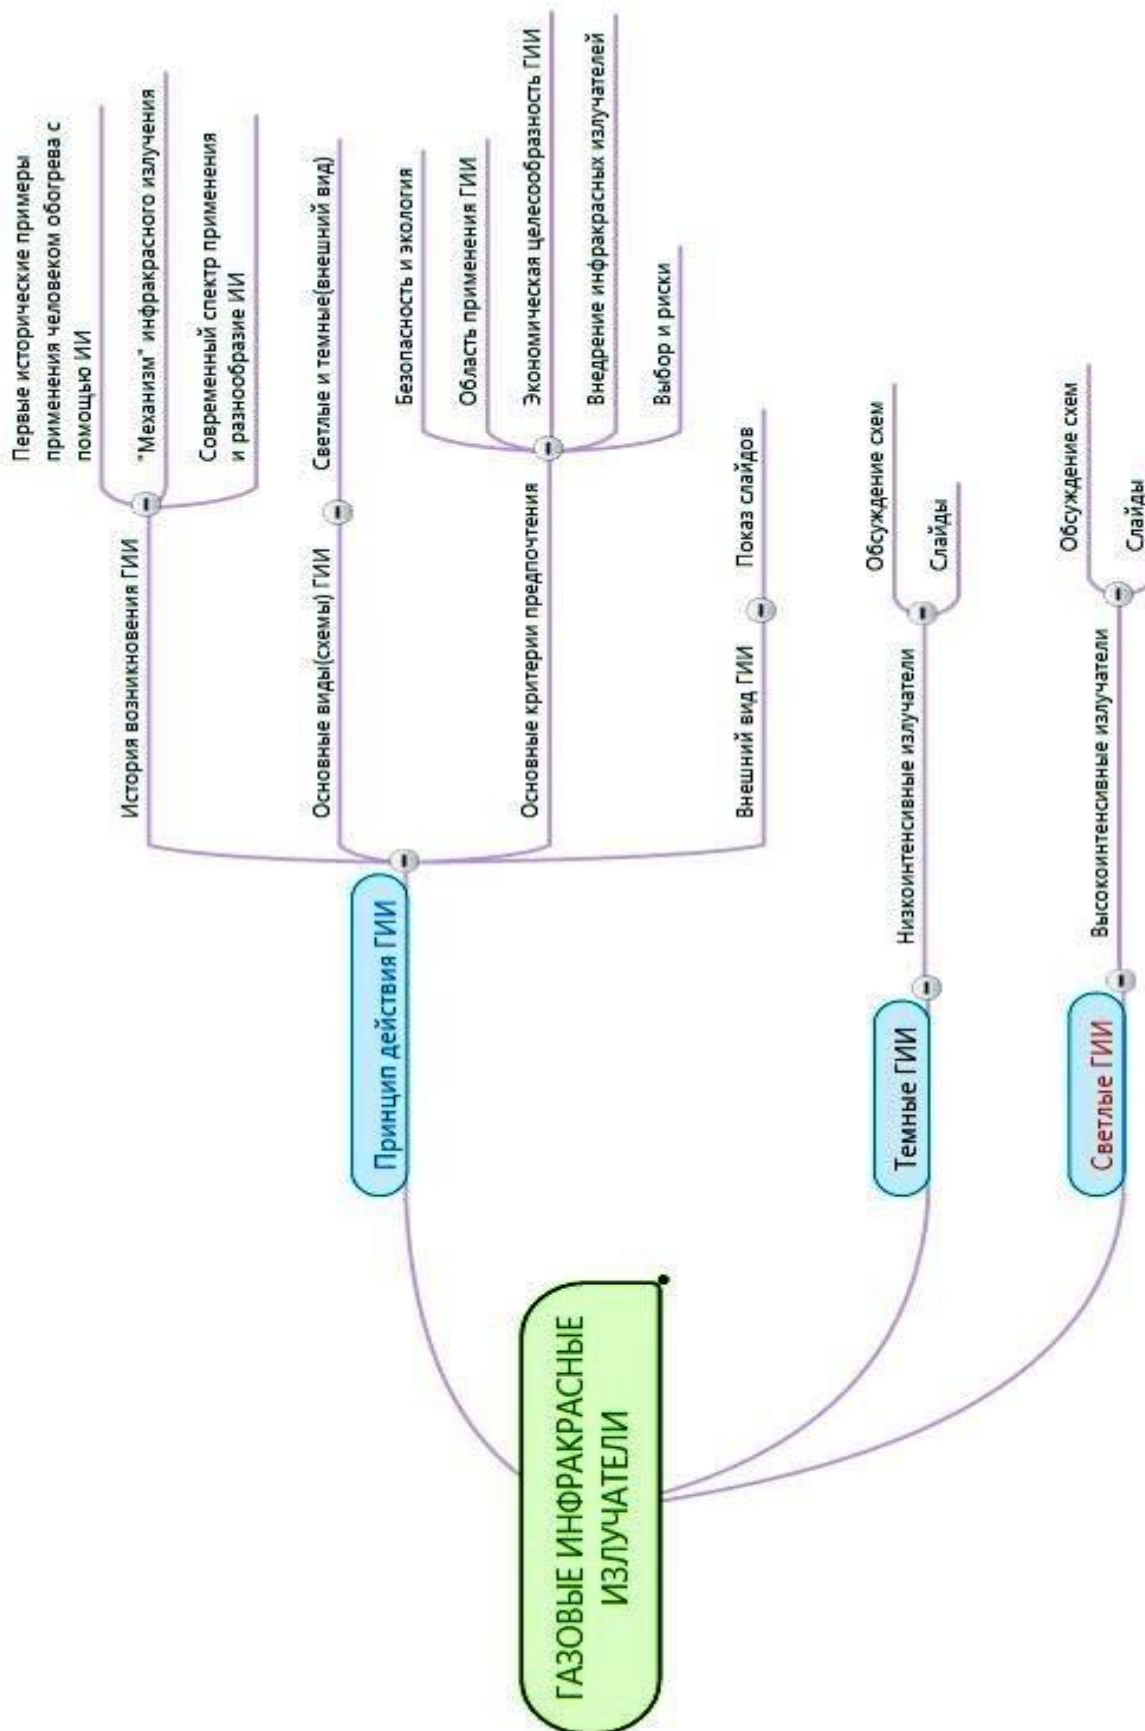 ГАЗОВЫЕ ИНФРАКРАСНЫЕ
ИЗЛУЧАТЕЛИ
Принцип действия ГИИ
История возникновения ГИИ
Первые исторические примеры
применения человеком обогрева с
помощью ИИ
"Механизм" инфракрасного излучения
Современный спектр применения
и разнообразие ИИ
Основные виды(схемы) ГИИ
Светлые и темные(внешний вид)
Основные критерии предпочтения
Безопасность и экология
Область применения ГИИ
Экономическая целесообразность ГИИ
Внедрение инфракрасных излучателей
Выбор и риски
Внешний вид ГИИ
Показ слайдов
Темные ГИИ
Низкоинтенсивные излучатели
Обсуждение схем
Слайды
Светлые ГИИ
Высокоинтенсивные излучатели
Обсуждение схем
Слайды